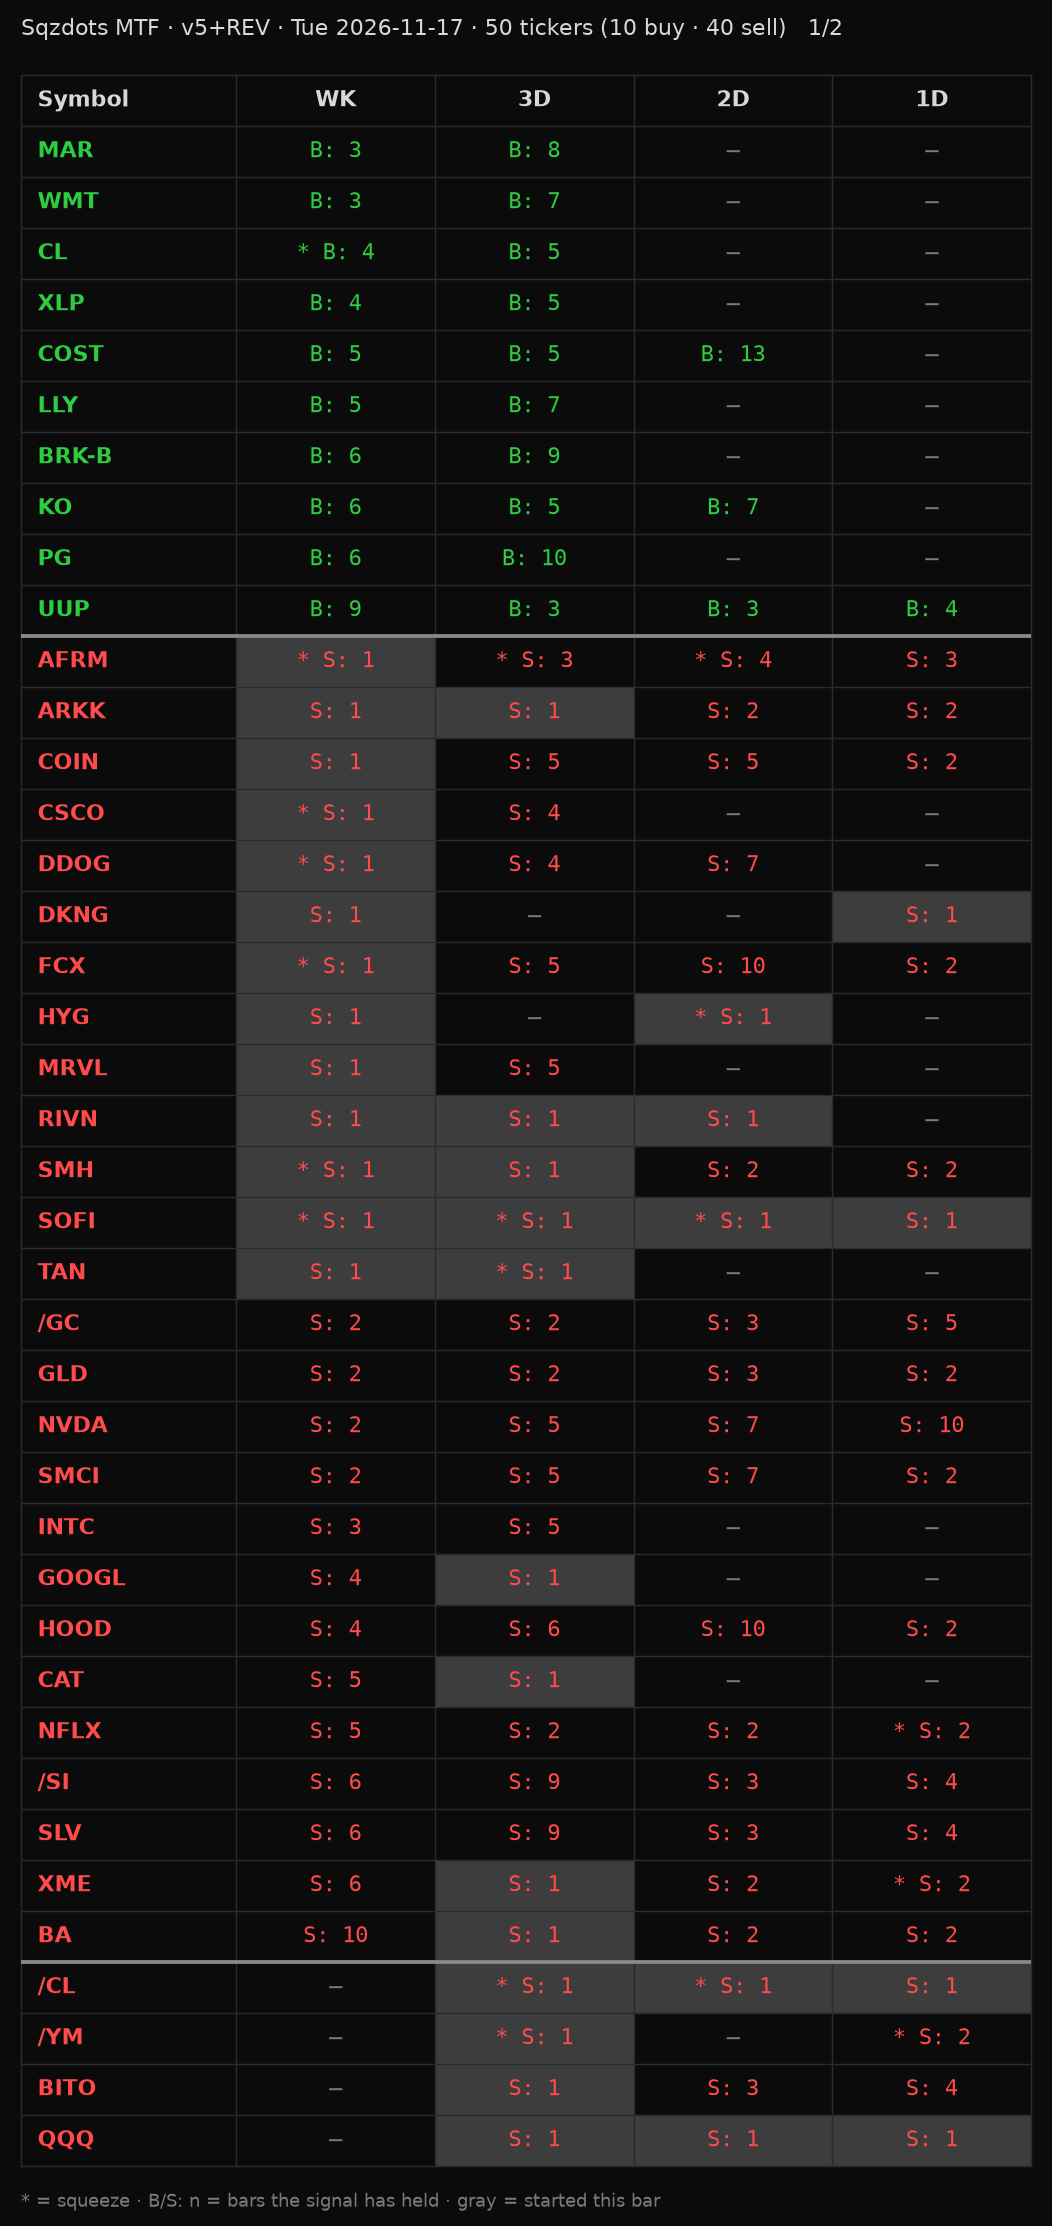 Sqzdots MTF · v5+REV · Tue 2026-11-17 · 50 tickers (10 buy · 40 sell) 1/2
Symbol WK 3D 2D 1D
MAR B: 3 B: 8 — —
WMT B: 3 B: 7 — —
CL * B: 4 B: 5 — —
XLP B: 4 B: 5 — —
COST B: 5 B: 5 B: 13 —
LLY B: 5 B: 7 — —
BRK-B B: 6 B: 9 — —
KO B: 6 B: 5 B: 7 —
PG B: 6 B: 10 — —
UUP B: 9 B: 3 B: 3 B: 4
AFRM * S: 1 * S: 3 * S: 4 S: 3
ARKK S: 1 S: 1 S: 2 S: 2
COIN S: 1 S: 5 S: 5 S: 2
CSCO * S: 1 S: 4 — —
DDOG * S: 1 S: 4 S: 7 —
DKNG S: 1 — — S: 1
FCX * S: 1 S: 5 S: 10 S: 2
HYG S: 1 — * S: 1 —
MRVL S: 1 S: 5 — —
RIVN S: 1 S: 1 S: 1 —
SMH * S: 1 S: 1 S: 2 S: 2
SOFI * S: 1 * S: 1 * S: 1 S: 1
TAN S: 1 * S: 1 — —
/GC S: 2 S: 2 S: 3 S: 5
GLD S: 2 S: 2 S: 3 S: 2
NVDA S: 2 S: 5 S: 7 S: 10
SMCI S: 2 S: 5 S: 7 S: 2
INTC S: 3 S: 5 — —
GOOGL S: 4 S: 1 — —
HOOD S: 4 S: 6 S: 10 S: 2
CAT S: 5 S: 1 — —
NFLX S: 5 S: 2 S: 2 * S: 2
/SI S: 6 S: 9 S: 3 S: 4
SLV S: 6 S: 9 S: 3 S: 4
XME S: 6 S: 1 S: 2 * S: 2
BA S: 10 S: 1 S: 2 S: 2
/CL — * S: 1 * S: 1 S: 1
/YM — * S: 1 — * S: 2
BITO — S: 1 S: 3 S: 4
QQQ — S: 1 S: 1 S: 1
* = squeeze · B/S: n = bars the signal has held · gray = started this bar